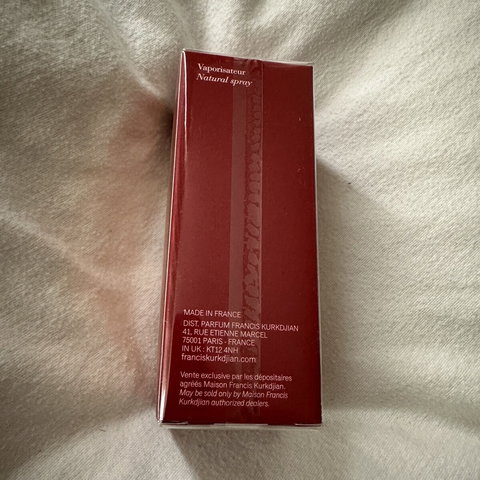 Vaporisateur
Natural spray
MADE IN FRANCE
DIST. PARFUM FRANCIS KURKDJIAN
41, RUE ETIENNE MARCEL
75001 PARIS - FRANCE
IN UK : KT12 4NH
franciskurkdjian.com
Vente exclusive par les dépositaires
agréés Maison Francis Kurkdjian.
May be sold only by Maison Francis
Kurkdjian authorized dealers.